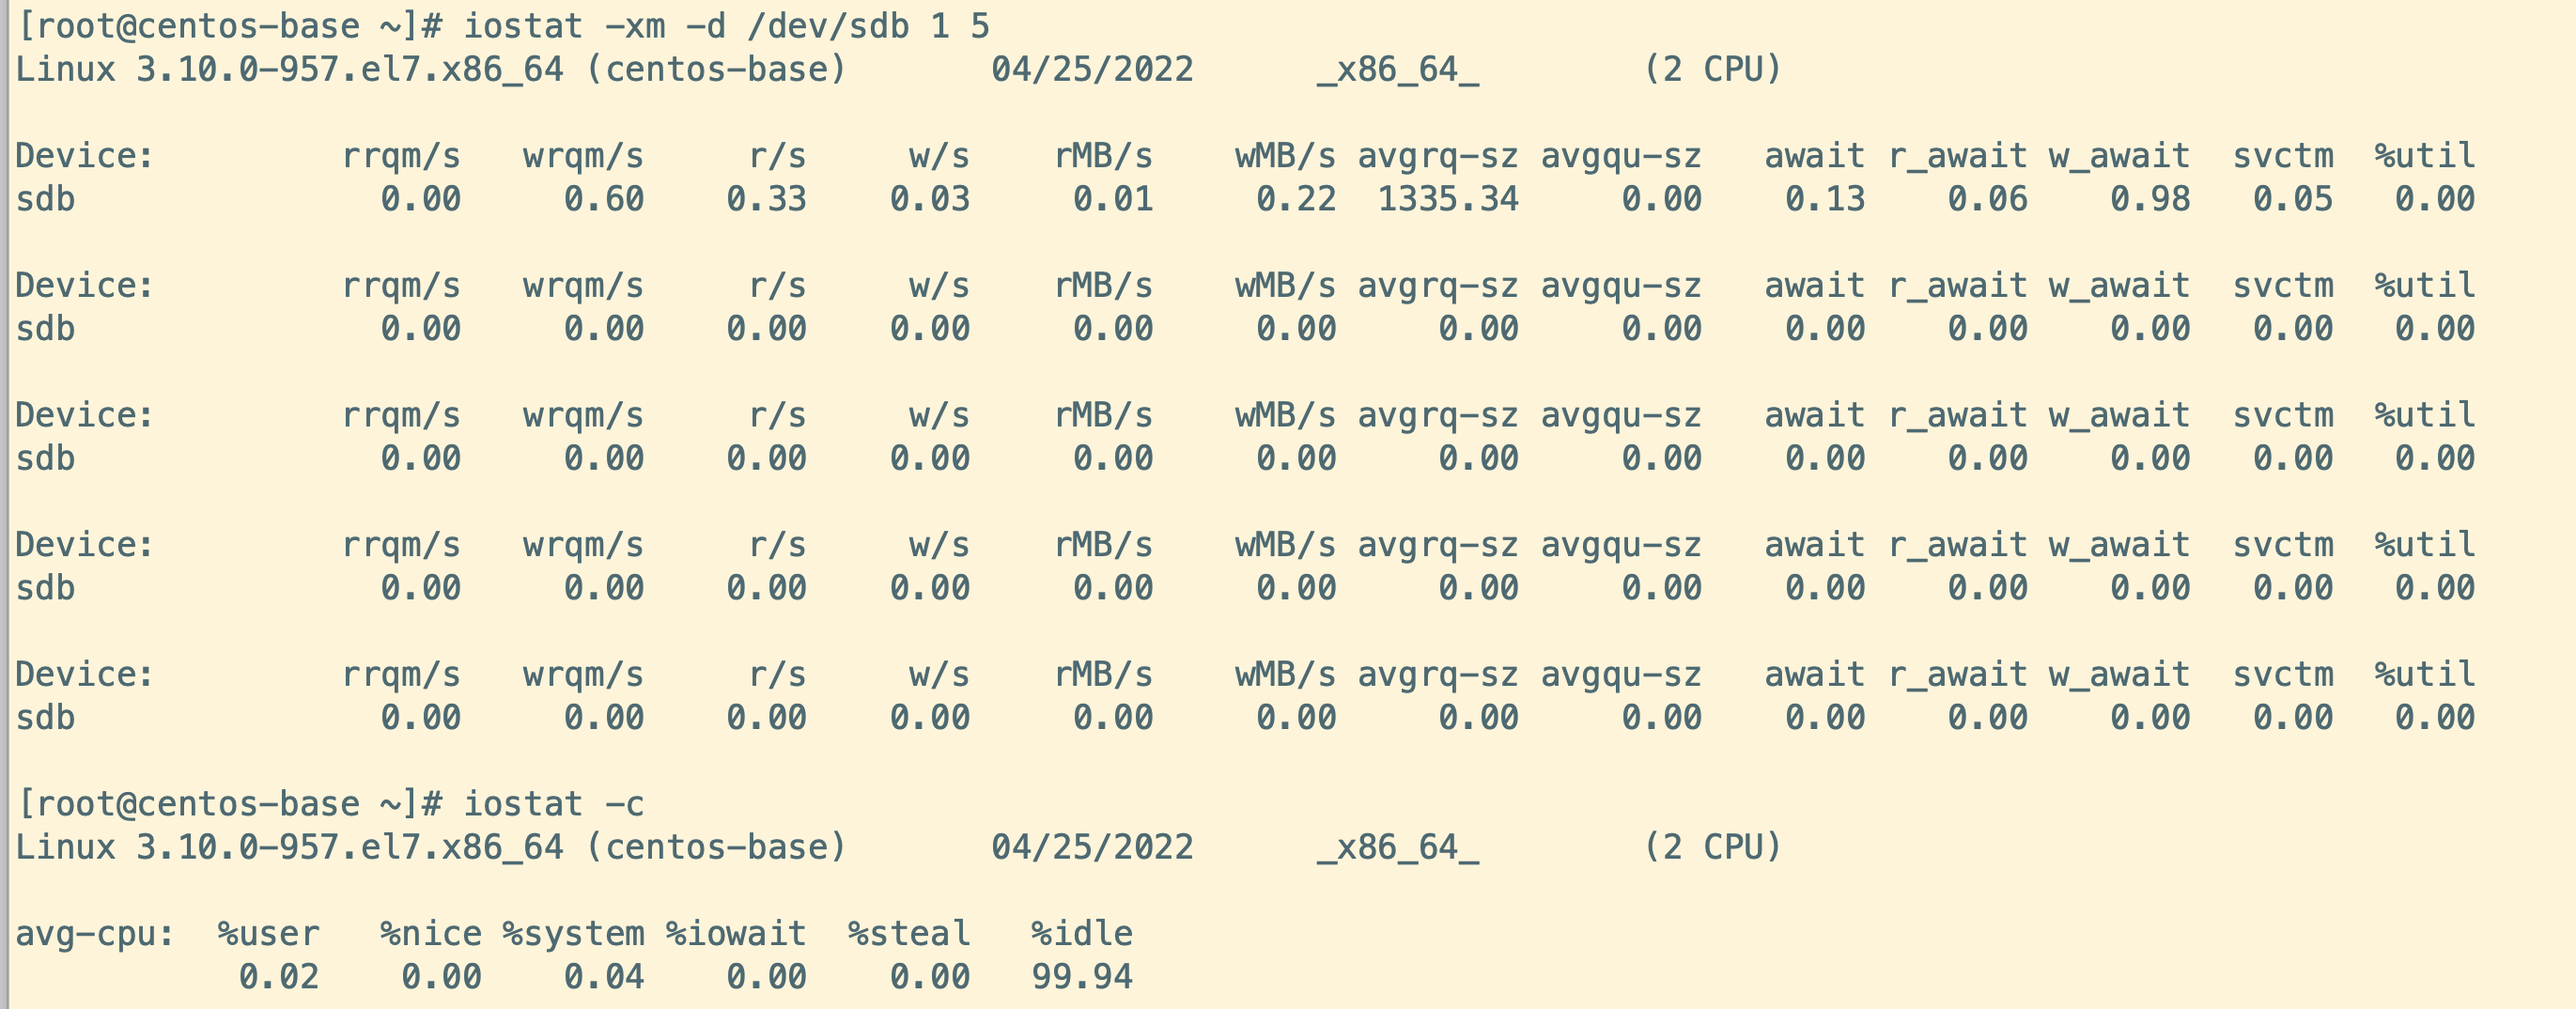 [root@centos-base ~]# iostat -xm -d /dev/sdb 1 5
Linux 3.10.0-957.el7.x86_64 (centos-base) 04/25/2022 _x86_64_ (2 CPU)
Device: rrqm/s wrqm/s r/s w/s rMB/s wMB/s avgrq-sz avgqu-sz await r_await w_await svctm %util
sdb 0.00 0.60 0.33 0.03 0.01 0.22 1335.34 0.00 0.13 0.06 0.98 0.05 0.00
Device: rrqm/s wrqm/s r/s w/s rMB/s wMB/s avgrq-sz avgqu-sz await r_await w_await svctm %util
sdb 0.00 0.00 0.00 0.00 0.00 0.00 0.00 0.00 0.00 0.00 0.00 0.00 0.00
Device: rrqm/s wrqm/s r/s w/s rMB/s wMB/s avgrq-sz avgqu-sz await r_await w_await svctm %util
sdb 0.00 0.00 0.00 0.00 0.00 0.00 0.00 0.00 0.00 0.00 0.00 0.00 0.00
Device: rrqm/s wrqm/s r/s w/s rMB/s wMB/s avgrq-sz avgqu-sz await r_await w_await svctm %util
sdb 0.00 0.00 0.00 0.00 0.00 0.00 0.00 0.00 0.00 0.00 0.00 0.00 0.00
Device: rrqm/s wrqm/s r/s w/s rMB/s wMB/s avgrq-sz avgqu-sz await r_await w_await svctm %util
sdb 0.00 0.00 0.00 0.00 0.00 0.00 0.00 0.00 0.00 0.00 0.00 0.00 0.00
[root@centos-base ~]# iostat -c
Linux 3.10.0-957.el7.x86_64 (centos-base) 04/25/2022 _x86_64_ (2 CPU)
avg-cpu: %user %nice %system %iowait %steal %idle
0.02 0.00 0.04 0.00 0.00 99.94